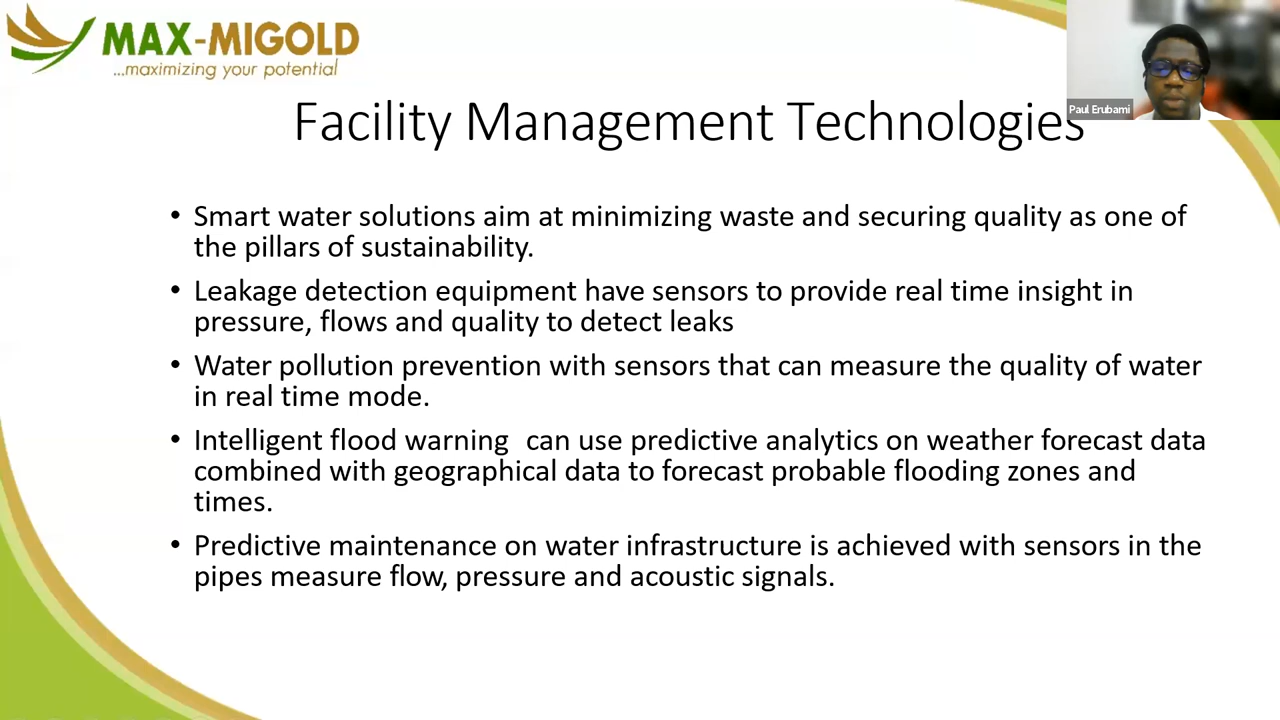 MAX-MIGOLD
...maximizing your potential
Paul Erubami
Facility Management Technologies
• Smart water solutions aim at minimizing waste and securing quality as one of
the pillars of sustainability.
• Leakage detection equipment have sensors to provide real time insight in
pressure, flows and quality to detect leaks
• Water pollution prevention with sensors that can measure the quality of water
in real time mode.
• Intelligent flood warning  can use predictive analytics on weather forecast data
combined with geographical data to forecast probable flooding zones and
times.
• Predictive maintenance on water infrastructure is achieved with sensors in the
pipes measure flow, pressure and acoustic signals.